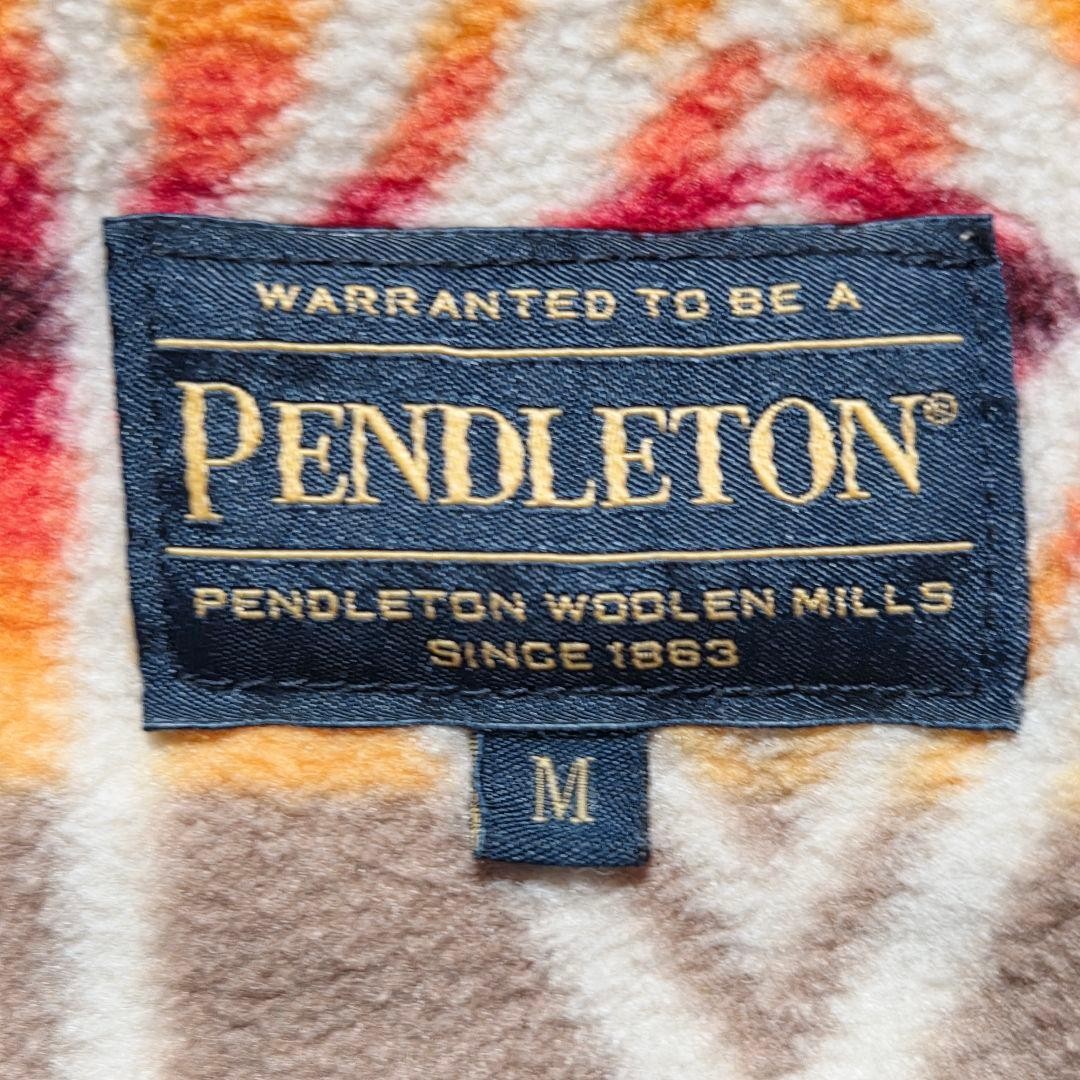 WARRANTED TO BE A
PENDLETON®
PENDLETON WOOLEN MILLS
SINCE 1863
M